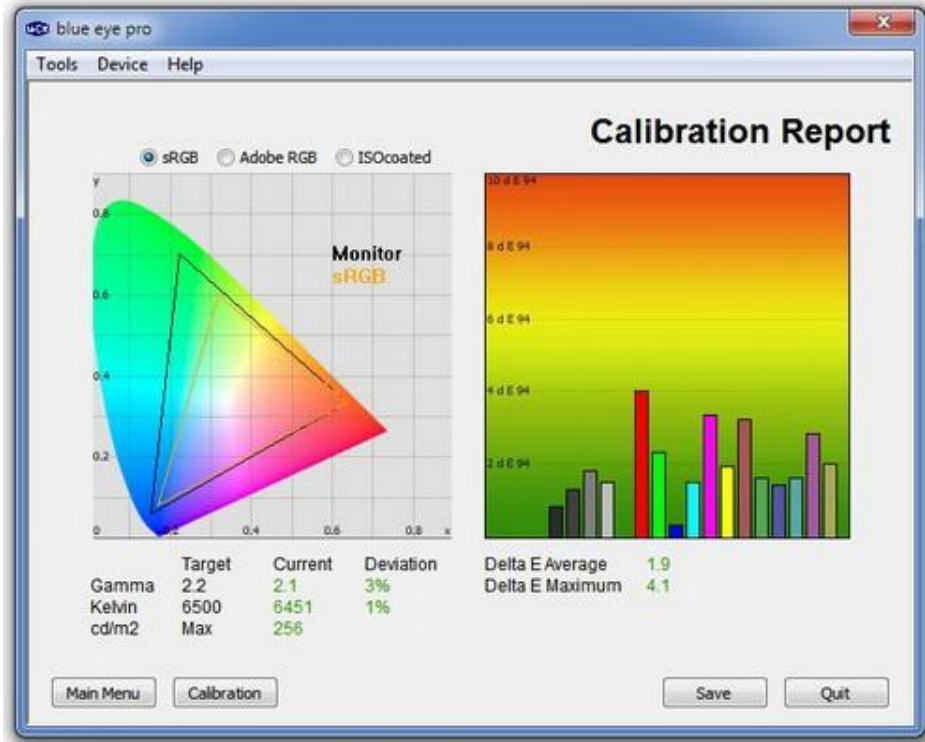 blue eye pro
Tools Device Help
Calibration Report
sRGB Adobe RGB ISOcoated
y
0.8
0.6
0.4
0.2
0 0.2 0.4 0.6 0.8 x
Monitor
sRGB
10 d E 94
8 d E 94
6 d E 94
4 d E 94
2 d E 94
Target Current Deviation
Gamma 2.2 2.1 3%
Kelvin 6500 6451 1%
cd/m2 Max 256
Delta E Average 1.9
Delta E Maximum 4.1
Main Menu Calibration Save Quit